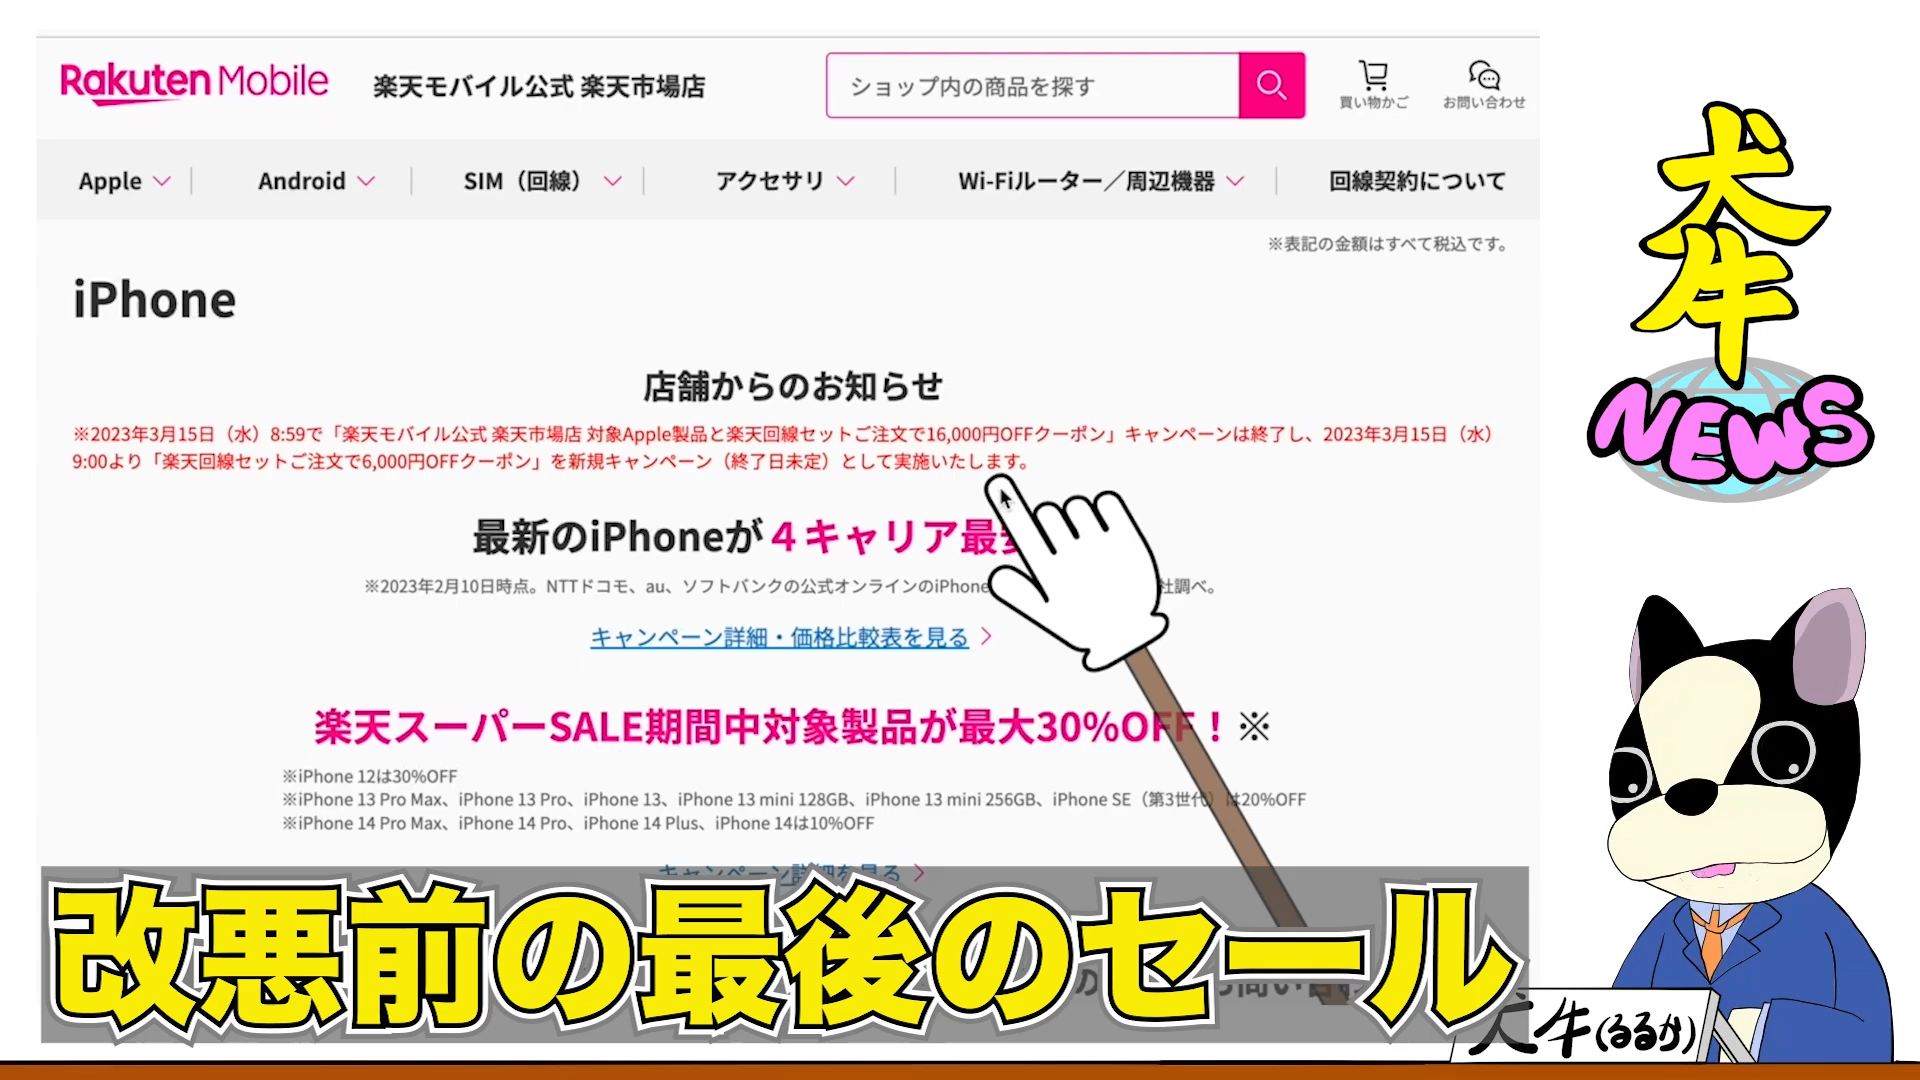 Rakuten Mobile 楽天モバイル公式 楽天市場店
ショップ内の商品を探す
買い物かご
お問い合わせ
Apple
Android
SIM（回線）
アクセサリ
Wi-Fiルーター／周辺機器
回線契約について
※表記の金額はすべて税込です。
iPhone
店舗からのお知らせ
※2023年3月15日（水）8:59で「楽天モバイル公式 楽天市場店 対象Apple製品と楽天回線セットご注文で16,000円OFFクーポン」キャンペーンは終了し、2023年3月15日（水）
9:00より「楽天回線セットご注文で6,000円OFFクーポン」を新規キャンペーン（終了日未定）として実施いたします。
最新のiPhoneが４キャリア最
※2023年2月10日時点。NTTドコモ、au、ソフトバンクの公式オンラインのiPhone 社調べ。
キャンペーン詳細・価格比較表を見る
楽天スーパーSALE期間中対象製品が最大30%OFF！※
※iPhone 12は30%OFF
※iPhone 13 Pro Max、iPhone 13 Pro、iPhone 13、iPhone 13 mini 128GB、iPhone 13 mini 256GB、iPhone SE（第3世代）は20%OFF
※iPhone 14 Pro Max、iPhone 14 Pro、iPhone 14 Plus、iPhone 14は10%OFF
キャンペーン詳細を見る
改悪前の最後のセール
犬牛
NEWS
犬牛(るるか)